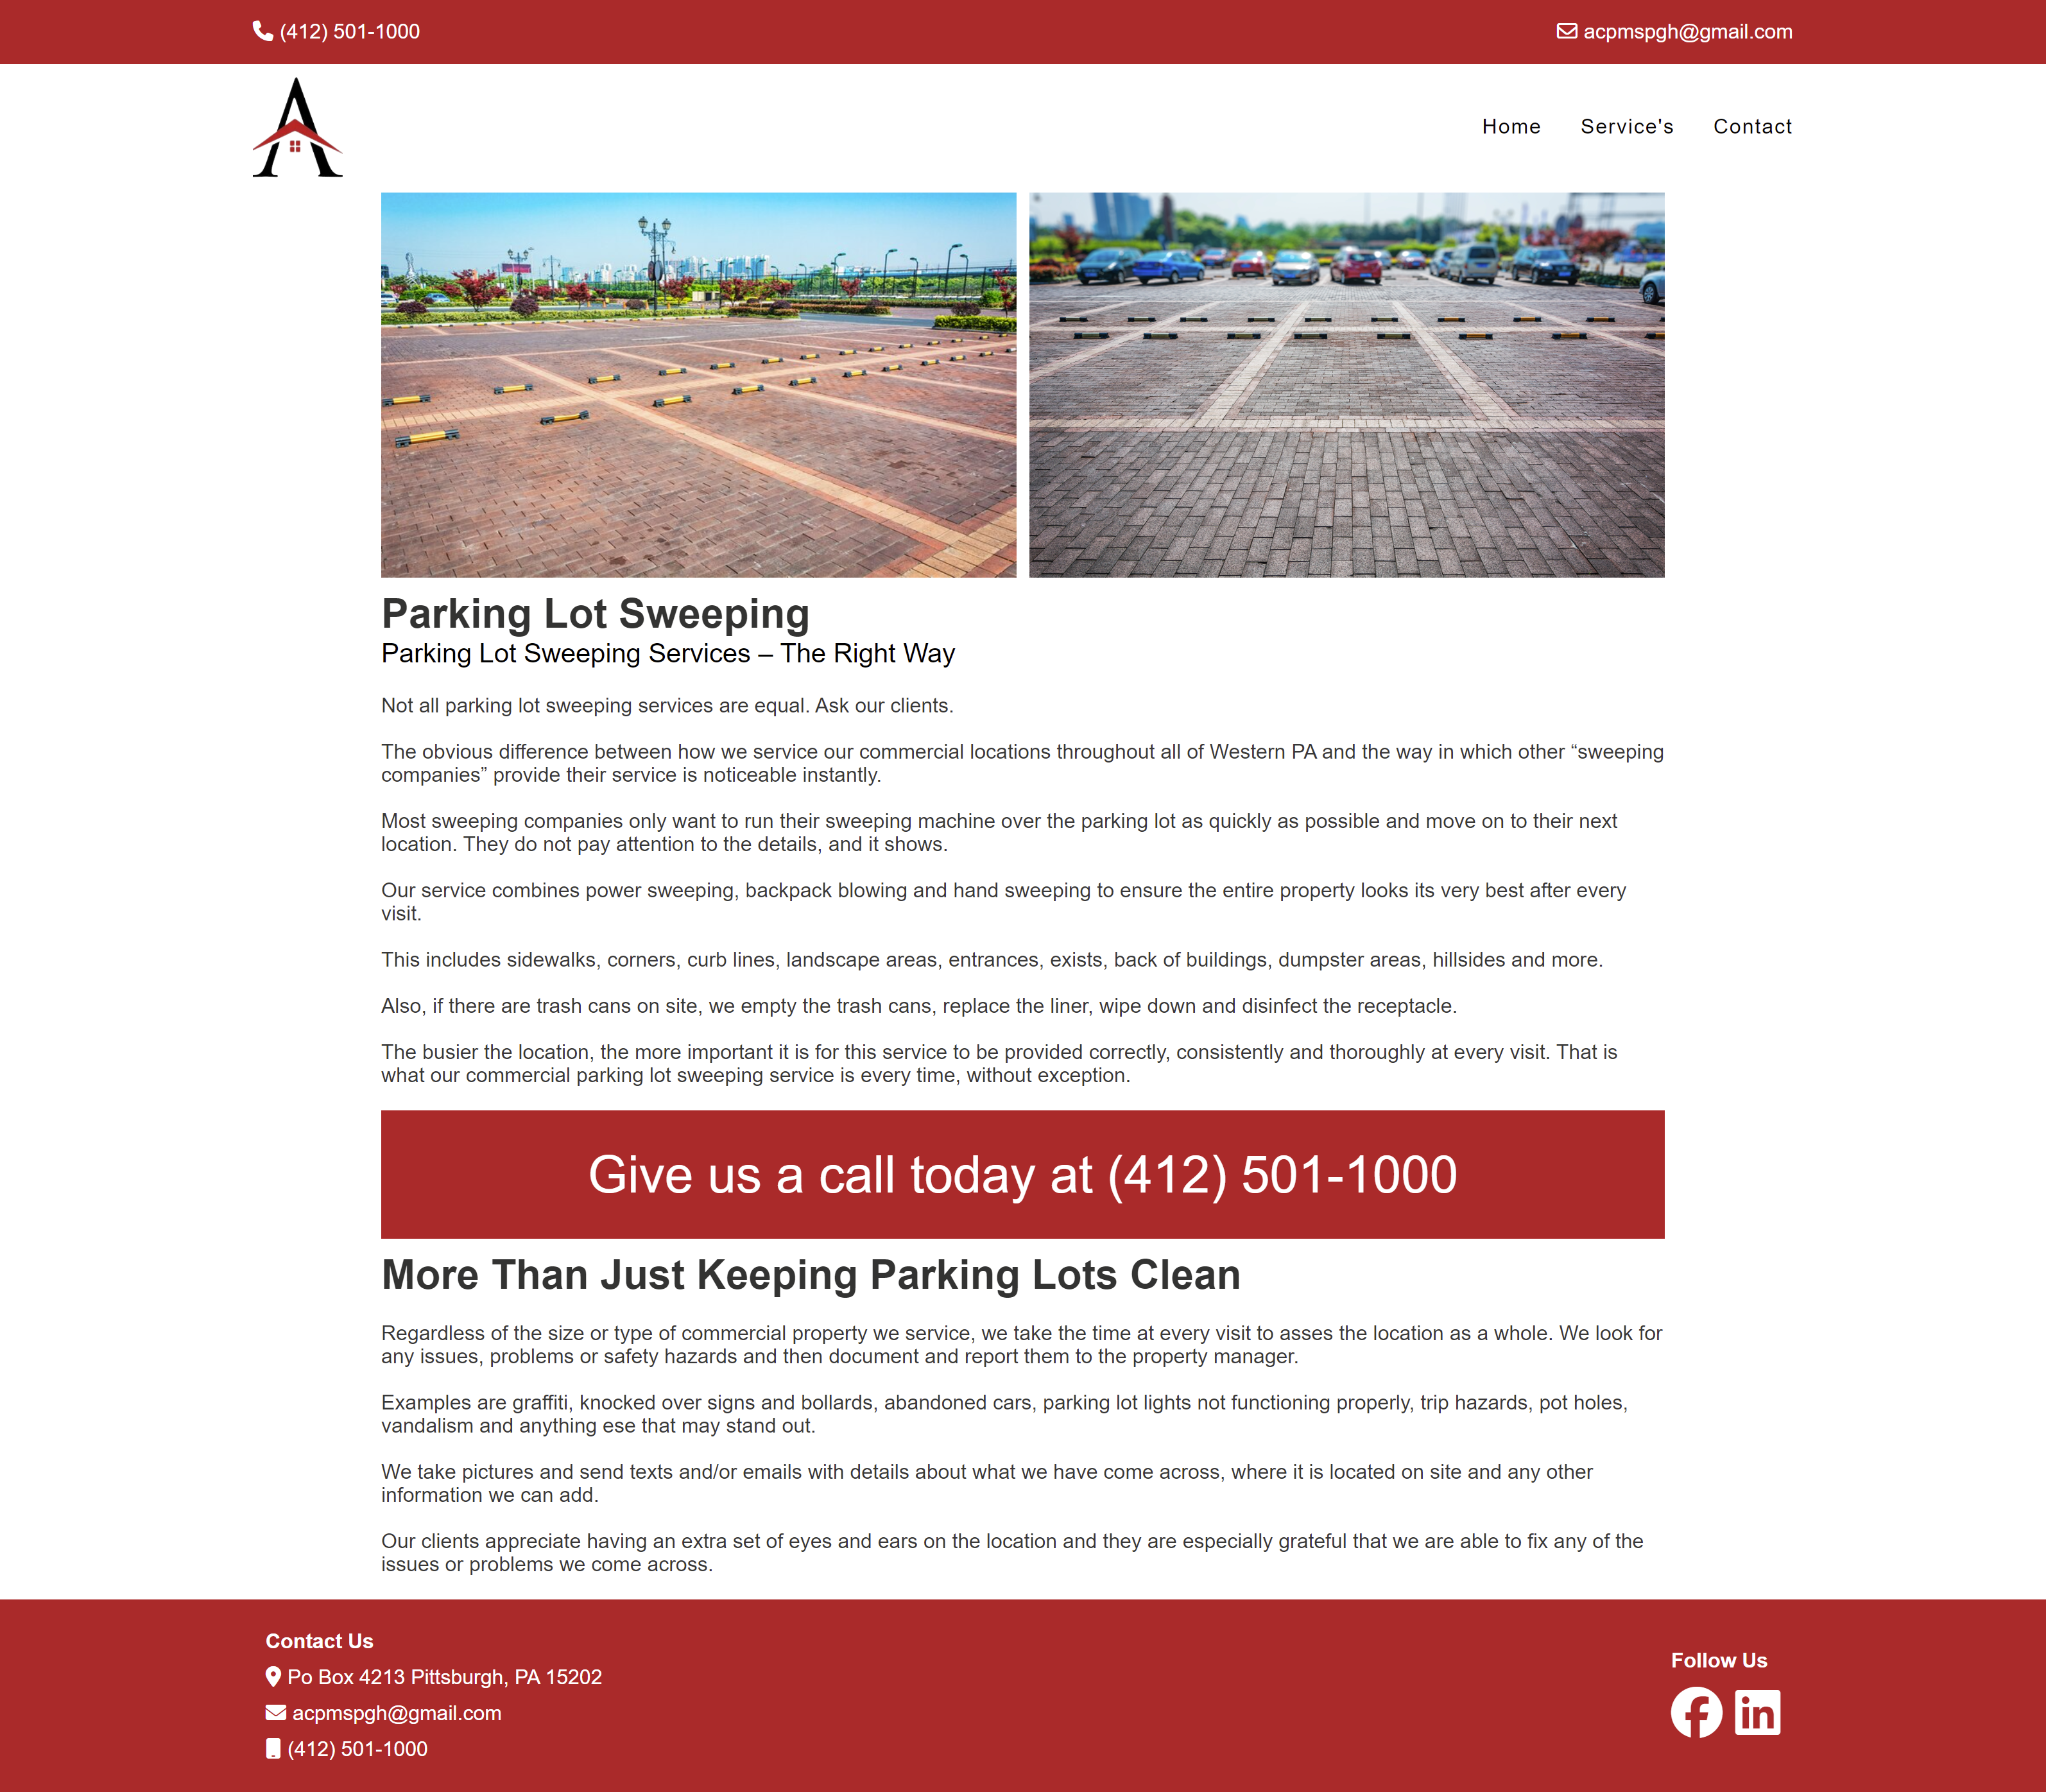 (412) 501-1000
acpmspgh@gmail.com
Home
Service's
Contact
Parking Lot Sweeping
Parking Lot Sweeping Services – The Right Way
Not all parking lot sweeping services are equal. Ask our clients.
The obvious difference between how we service our commercial locations throughout all of Western PA and the way in which other “sweeping
companies” provide their service is noticeable instantly.
Most sweeping companies only want to run their sweeping machine over the parking lot as quickly as possible and move on to their next
location. They do not pay attention to the details, and it shows.
Our service combines power sweeping, backpack blowing and hand sweeping to ensure the entire property looks its very best after every
visit.
This includes sidewalks, corners, curb lines, landscape areas, entrances, exists, back of buildings, dumpster areas, hillsides and more.
Also, if there are trash cans on site, we empty the trash cans, replace the liner, wipe down and disinfect the receptacle.
The busier the location, the more important it is for this service to be provided correctly, consistently and thoroughly at every visit. That is
what our commercial parking lot sweeping service is every time, without exception.
Give us a call today at (412) 501-1000
More Than Just Keeping Parking Lots Clean
Regardless of the size or type of commercial property we service, we take the time at every visit to asses the location as a whole. We look for
any issues, problems or safety hazards and then document and report them to the property manager.
Examples are graffiti, knocked over signs and bollards, abandoned cars, parking lot lights not functioning properly, trip hazards, pot holes,
vandalism and anything ese that may stand out.
We take pictures and send texts and/or emails with details about what we have come across, where it is located on site and any other
information we can add.
Our clients appreciate having an extra set of eyes and ears on the location and they are especially grateful that we are able to fix any of the
issues or problems we come across.
Contact Us
Po Box 4213 Pittsburgh, PA 15202
acpmspgh@gmail.com
(412) 501-1000
Follow Us